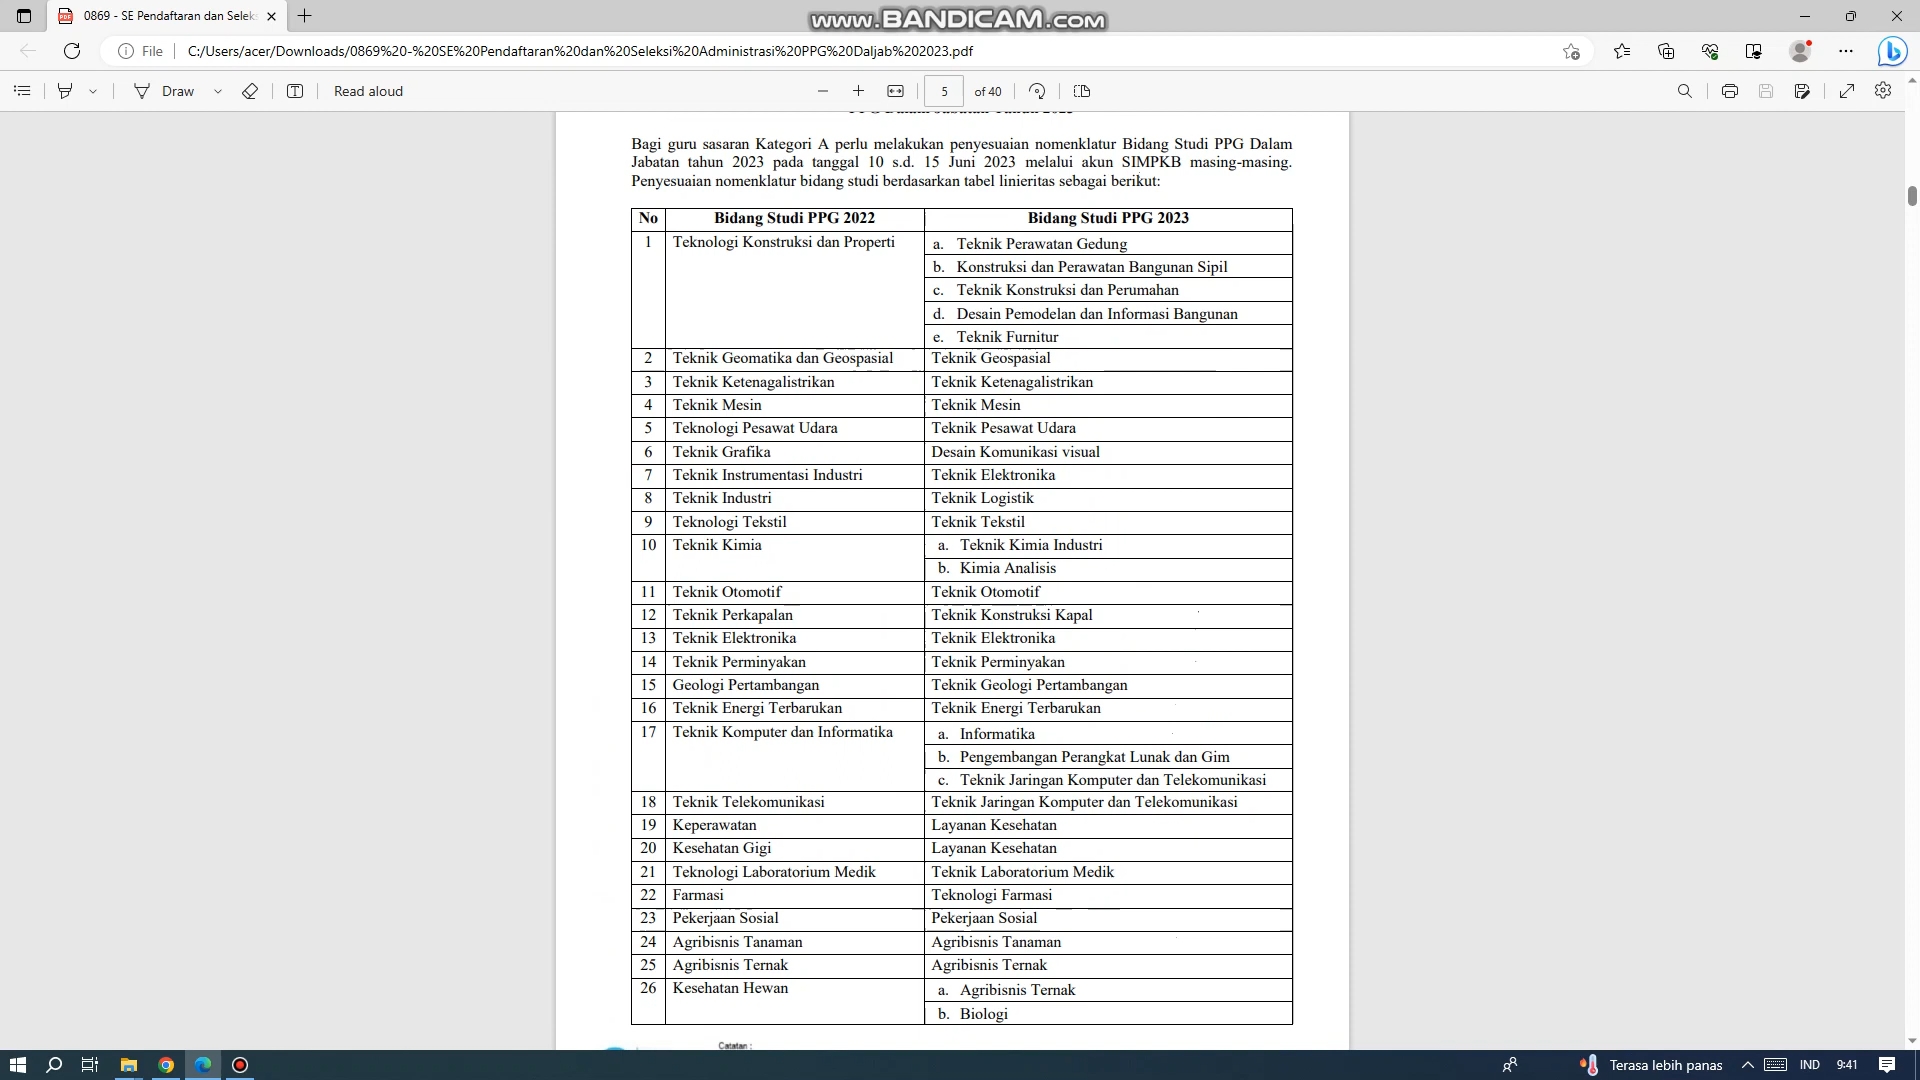 0869 - SE Pendaftaran dan Seleks
www.BANDICAM.com
File
C:/Users/acer/Downloads/0869%20-%20SE%20Pendaftaran%20dan%20Seleksi%20Administrasi%20PPG%20Daljab%202023.pdf
Draw
Read aloud
5 of 40
PPG Dalam Jabatan Tahun 2023
Bagi guru sasaran Kategori A perlu melakukan penyesuaian nomenklatur Bidang Studi PPG Dalam
Jabatan tahun 2023 pada tanggal 10 s.d. 15 Juni 2023 melalui akun SIMPKB masing-masing.
Penyesuaian nomenklatur bidang studi berdasarkan tabel linieritas sebagai berikut:
No Bidang Studi PPG 2022 Bidang Studi PPG 2023
1 Teknologi Konstruksi dan Properti a. Teknik Perawatan Gedung
b. Konstruksi dan Perawatan Bangunan Sipil
c. Teknik Konstruksi dan Perumahan
d. Desain Pemodelan dan Informasi Bangunan
e. Teknik Furnitur
2 Teknik Geomatika dan Geospasial Teknik Geospasial
3 Teknik Ketenagalistrikan Teknik Ketenagalistrikan
4 Teknik Mesin Teknik Mesin
5 Teknologi Pesawat Udara Teknik Pesawat Udara
6 Teknik Grafika Desain Komunikasi visual
7 Teknik Instrumentasi Industri Teknik Elektronika
8 Teknik Industri Teknik Logistik
9 Teknologi Tekstil Teknik Tekstil
10 Teknik Kimia a. Teknik Kimia Industri
b. Kimia Analisis
11 Teknik Otomotif Teknik Otomotif
12 Teknik Perkapalan Teknik Konstruksi Kapal
13 Teknik Elektronika Teknik Elektronika
14 Teknik Perminyakan Teknik Perminyakan
15 Geologi Pertambangan Teknik Geologi Pertambangan
16 Teknik Energi Terbarukan Teknik Energi Terbarukan
17 Teknik Komputer dan Informatika a. Informatika
b. Pengembangan Perangkat Lunak dan Gim
c. Teknik Jaringan Komputer dan Telekomunikasi
18 Teknik Telekomunikasi Teknik Jaringan Komputer dan Telekomunikasi
19 Keperawatan Layanan Kesehatan
20 Kesehatan Gigi Layanan Kesehatan
21 Teknologi Laboratorium Medik Teknik Laboratorium Medik
22 Farmasi Teknologi Farmasi
23 Pekerjaan Sosial Pekerjaan Sosial
24 Agribisnis Tanaman Agribisnis Tanaman
25 Agribisnis Ternak Agribisnis Ternak
26 Kesehatan Hewan a. Agribisnis Ternak
b. Biologi
Catatan :
Terasa lebih panas
IND
9:41